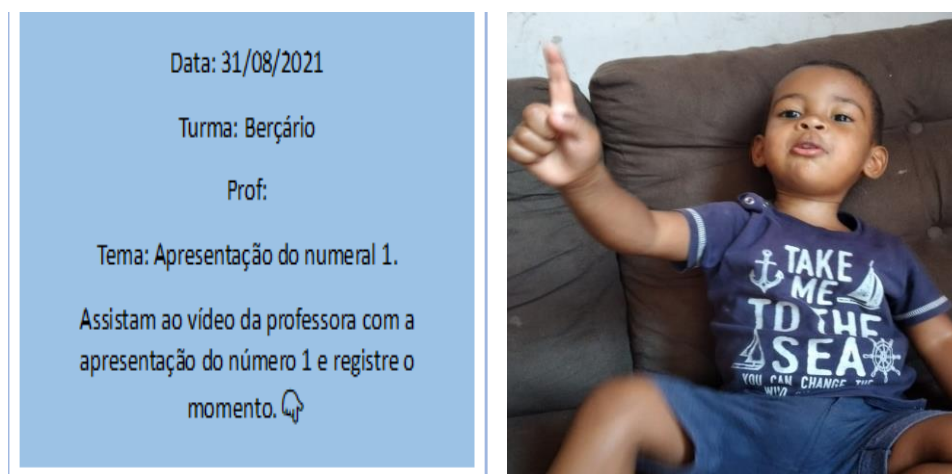 Data: 31/08/2021
Turma: Berçário
Prof:
Tema: Apresentação do numeral 1.
Assistam ao vídeo da professora com a
apresentação do número 1 e registre o
momento.
TAKE
ME
TO THE
SEA
YOU CAN CHANGE THE